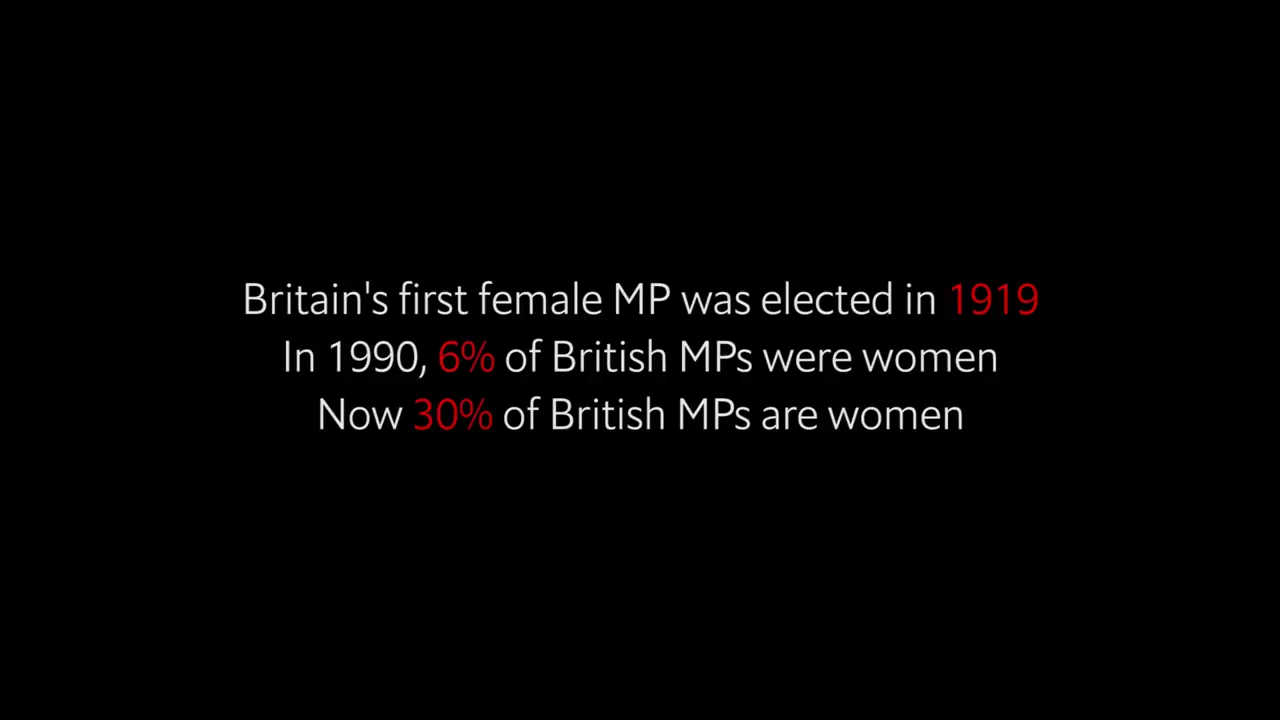 Britain's first female MP was elected in 1919
In 1990, 6% of British MPs were women
Now 30% of British MPs are women